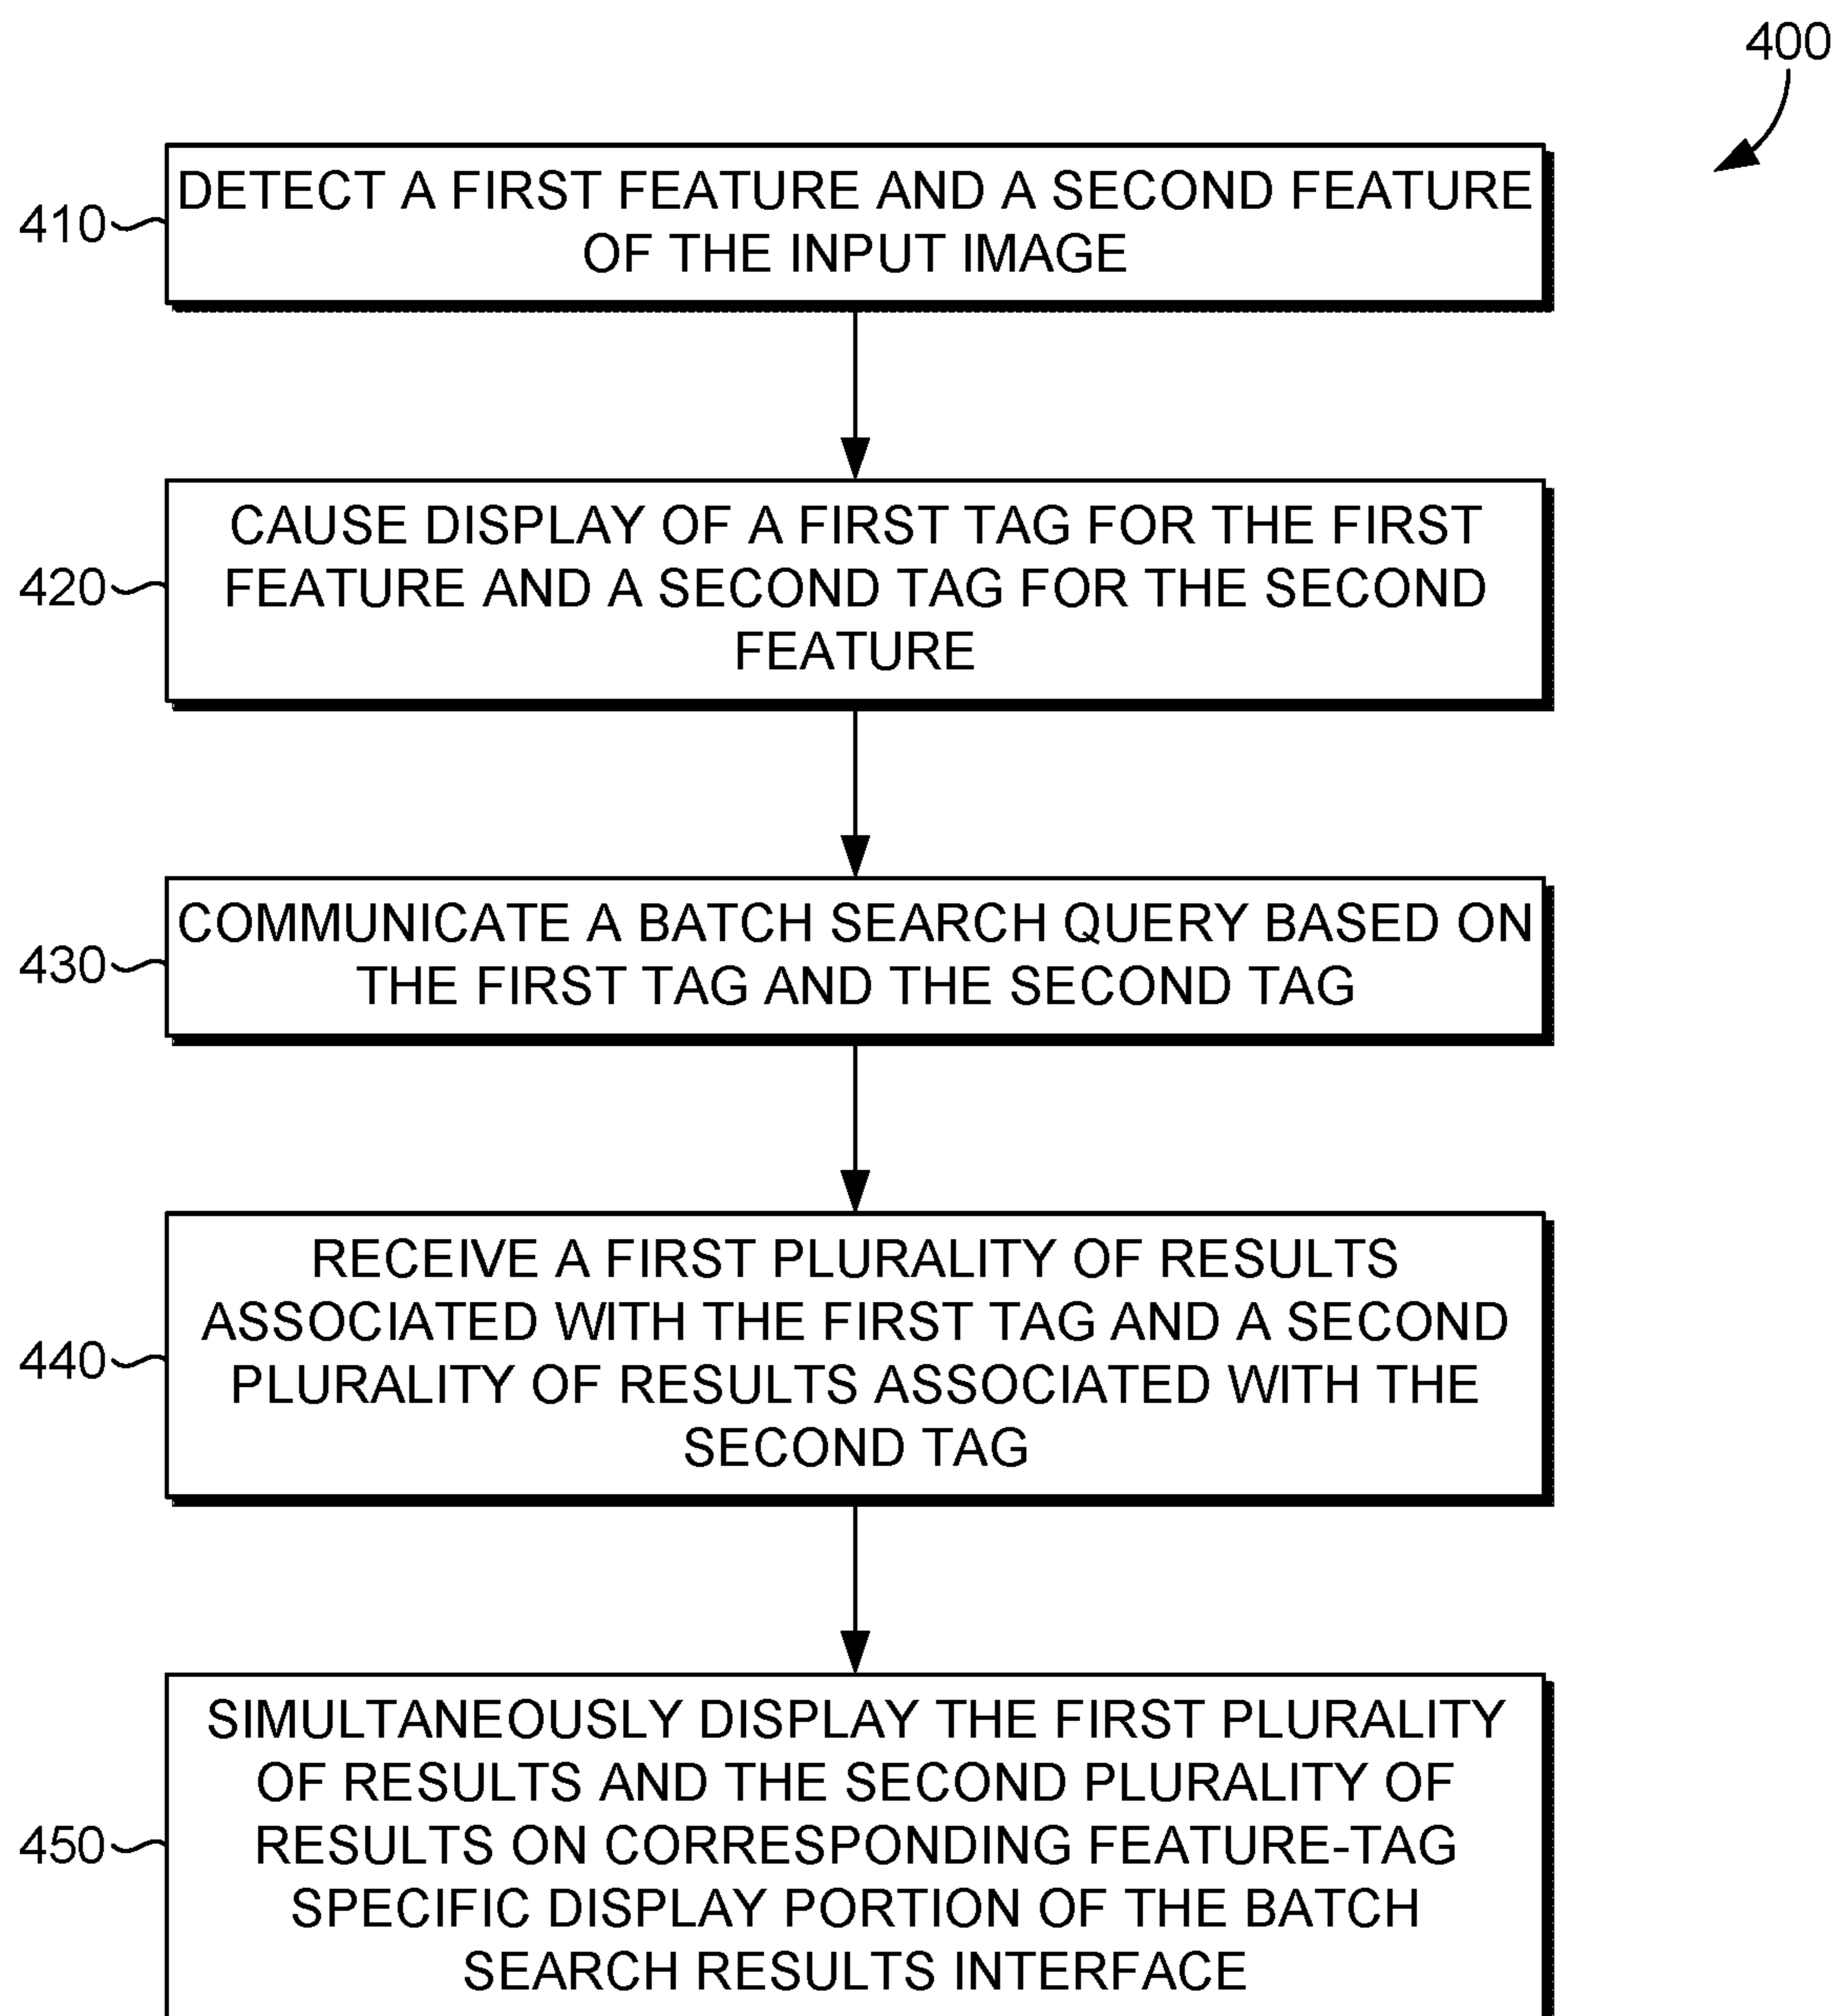 400
410
DETECT A FIRST FEATURE AND A SECOND FEATURE
OF THE INPUT IMAGE
420
CAUSE DISPLAY OF A FIRST TAG FOR THE FIRST
FEATURE AND A SECOND TAG FOR THE SECOND
FEATURE
430
COMMUNICATE A BATCH SEARCH QUERY BASED ON
THE FIRST TAG AND THE SECOND TAG
440
RECEIVE A FIRST PLURALITY OF RESULTS
ASSOCIATED WITH THE FIRST TAG AND A SECOND
PLURALITY OF RESULTS ASSOCIATED WITH THE
SECOND TAG
450
SIMULTANEOUSLY DISPLAY THE FIRST PLURALITY
OF RESULTS AND THE SECOND PLURALITY OF
RESULTS ON CORRESPONDING FEATURE-TAG
SPECIFIC DISPLAY PORTION OF THE BATCH
SEARCH RESULTS INTERFACE